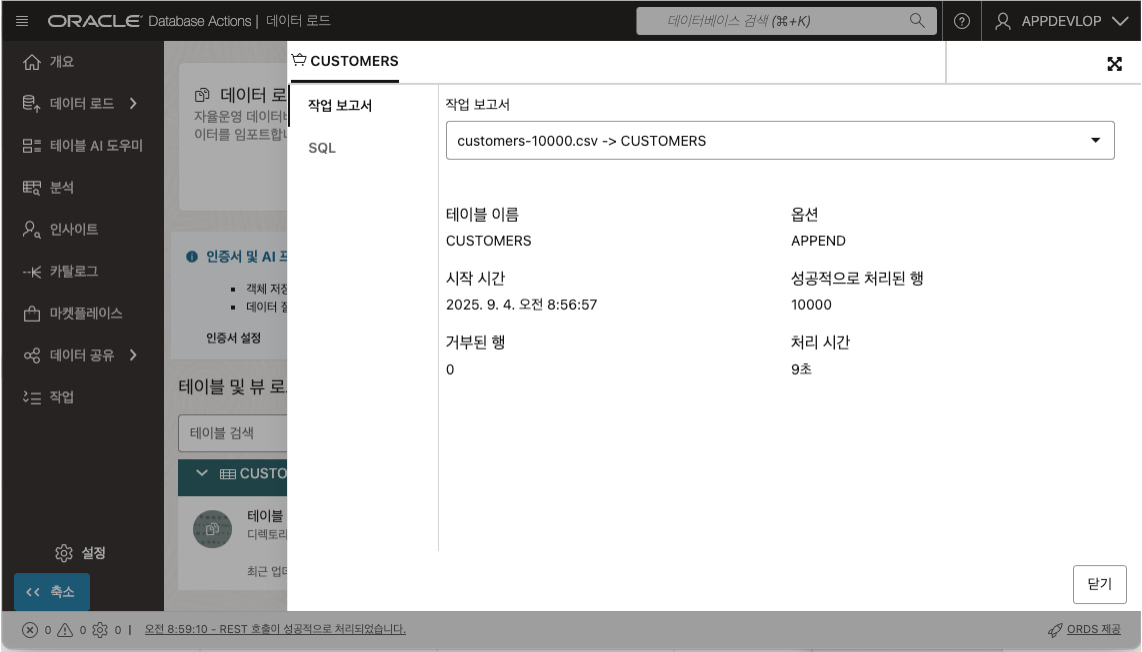 ORACLE Database Actions | 데이터 로드
데이터베이스 검색 (⌘+K)
APPDEVLOP
개요
데이터 로드
테이블 AI 도우미
분석
인사이트
카탈로그
마켓플레이스
데이터 공유
작업
설정
축소
데이터 로
자율운영 데이터
이터를 임포트합
인증서 및 AI
객체 저장
데이터
인증서 설정
테이블 및 뷰 로
테이블 검색
CUSTO
테이블
디렉토리
최근 업데
CUSTOMERS
작업 보고서
SQL
작업 보고서
customers-10000.csv -> CUSTOMERS
테이블 이름
CUSTOMERS
옵션
APPEND
시작 시간
2025. 9. 4. 오전 8:56:57
성공적으로 처리된 행
10000
거부된 행
0
처리 시간
9초
닫기
0 0 0 | 오전 8:59:10 - REST 호출이 성공적으로 처리되었습니다.
ORDS 제공